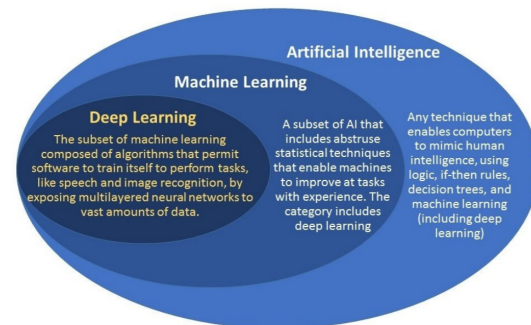 Artificial Intelligence
Machine Learning
Deep Learning
The subset of machine learning
composed of algorithms that permit
software to train itself to perform tasks,
like speech and image recognition, by
exposing multilayered neural networks to
vast amounts of data.
A subset of AI that
includes abstruse
statistical techniques
that enable machines
to improve at tasks
with experience. The
category includes
deep learning
Any technique that
enables computers
to mimic human
intelligence, using
logic, if-then rules,
decision trees, and
machine learning
(including deep
learning)